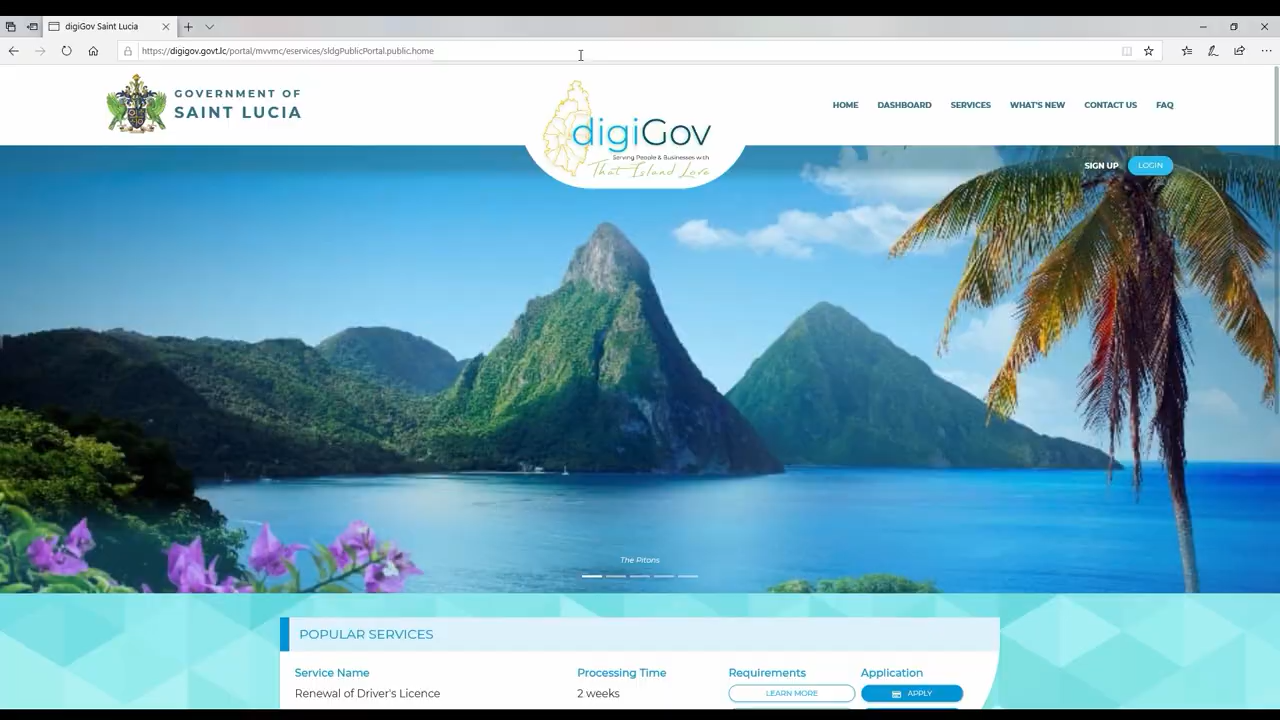 digiGov Saint Lucia
https://digigov.govt.lc/portal/mvvmc/eservices/sldgPublicPortal.public.home
GOVERNMENT OF
SAINT LUCIA
digiGov
Serving People & Businesses with
That Island Love
HOME DASHBOARD SERVICES WHAT'S NEW CONTACT US FAQ
SIGN UP LOGIN
The Pitons
POPULAR SERVICES
Service Name Processing Time Requirements Application
Renewal of Driver's Licence 2 weeks LEARN MORE APPLY